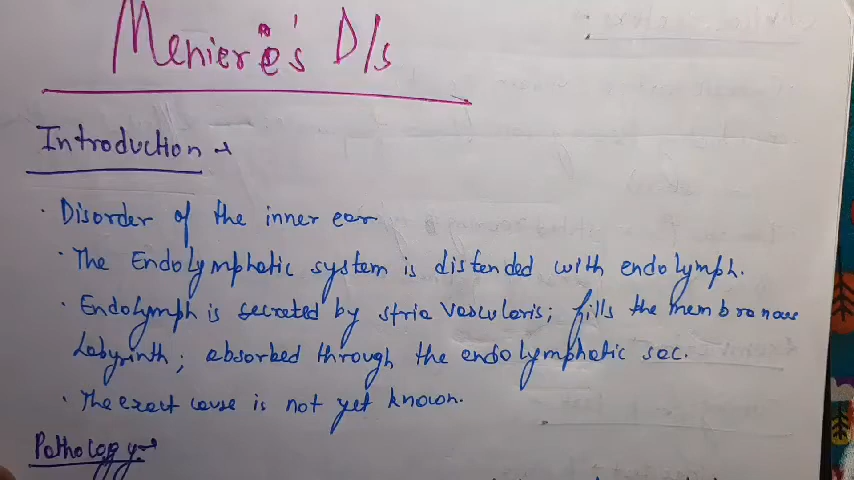 Meniere's D/s
Introduction →
· Disorder of the inner ear
· The Endolymphatic system is distended with endolymph.
· Endolymph is secreted by stria vascularis; fills the membranous
Labyrinth; absorbed through the endolymphatic sac.
· The exact cause is not yet known.
Pathology →